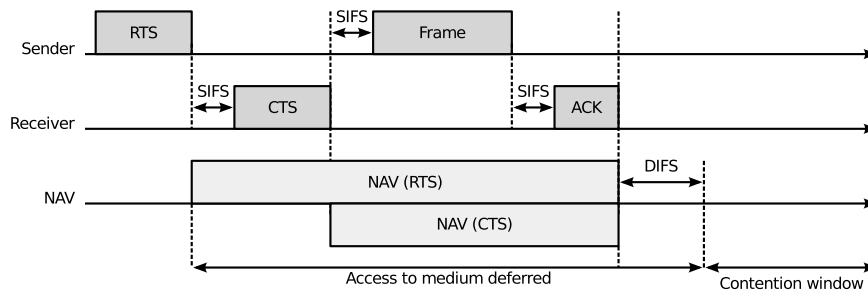 SIFS
RTS
Frame
Sender
SIFS
SIFS
CTS
ACK
Receiver
DIFS
NAV (RTS)
NAV
NAV (CTS)
Access to medium deferred
Contention window